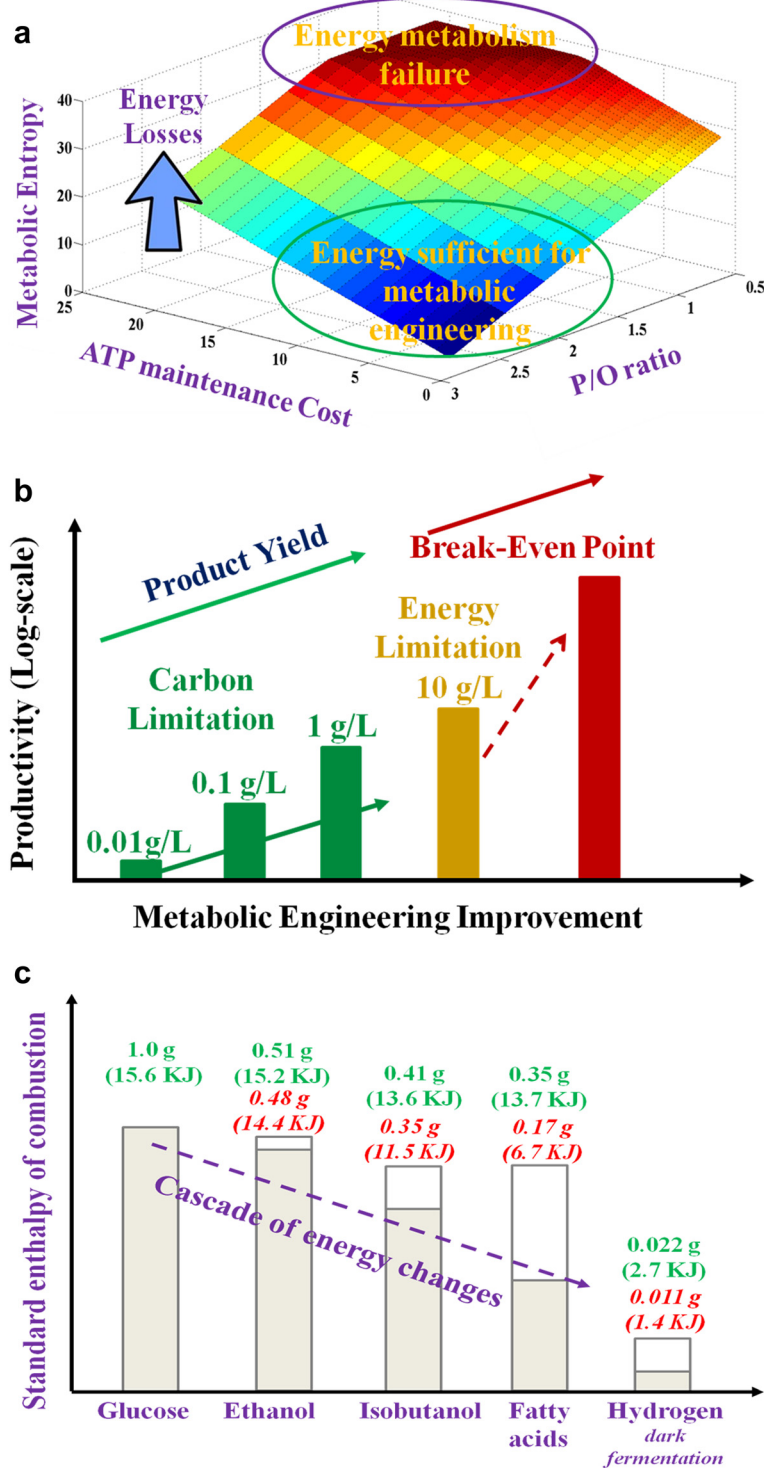 a
Energy metabolism
failure
Energy
Losses
Metabolic Entropy
40
30
20
10
0
Energy sufficient for
metabolic
engineering
25
20
15
10
5
0
ATP maintenance Cost
3
2.5
2
1.5
1
0.5
P/O ratio
b
Productivity (Log-scale)
Product Yield
Break-Even Point
Carbon
Limitation
Energy
Limitation
0.01g/L
0.1 g/L
1 g/L
10 g/L
Metabolic Engineering Improvement
c
Standard enthalpy of combustion
1.0 g
(15.6 KJ)
0.51 g
(15.2 KJ)
0.48 g
(14.4 KJ)
0.41 g
(13.6 KJ)
0.35 g
(11.5 KJ)
0.35 g
(13.7 KJ)
0.17 g
(6.7 KJ)
0.022 g
(2.7 KJ)
0.011 g
(1.4 KJ)
Cascade of energy changes
Glucose
Ethanol
Isobutanol
Fatty
acids
Hydrogen
dark
fermentation